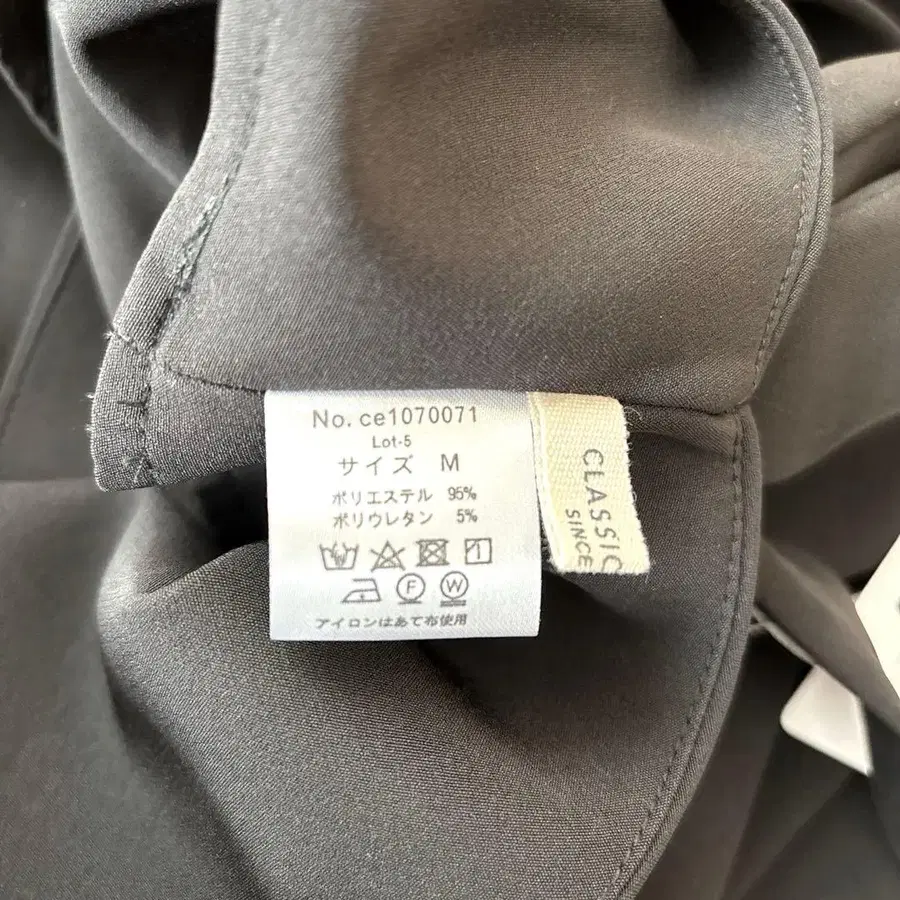 No. ce1070071
Lot-5
サイズ M
ポリエステル 95%
ポリウレタン 5%
F W
アイロンはあて布使用
CLASSIC
SINCE